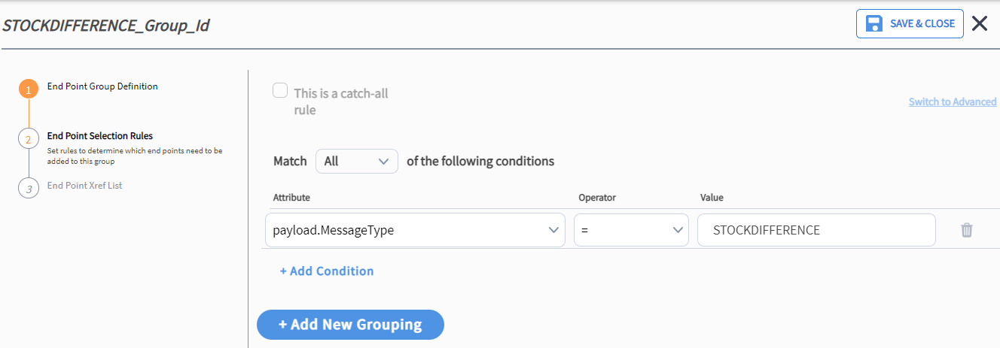 STOCKDIFFERENCE_Group_Id
SAVE & CLOSE
1
End Point Group Definition
2
End Point Selection Rules
Set rules to determine which end points need to be
added to this group
3
End Point Xref List
This is a catch-all
rule
Switch to Advanced
Match All of the following conditions
Attribute Operator Value
payload.MessageType = STOCKDIFFERENCE
+ Add Condition
+ Add New Grouping